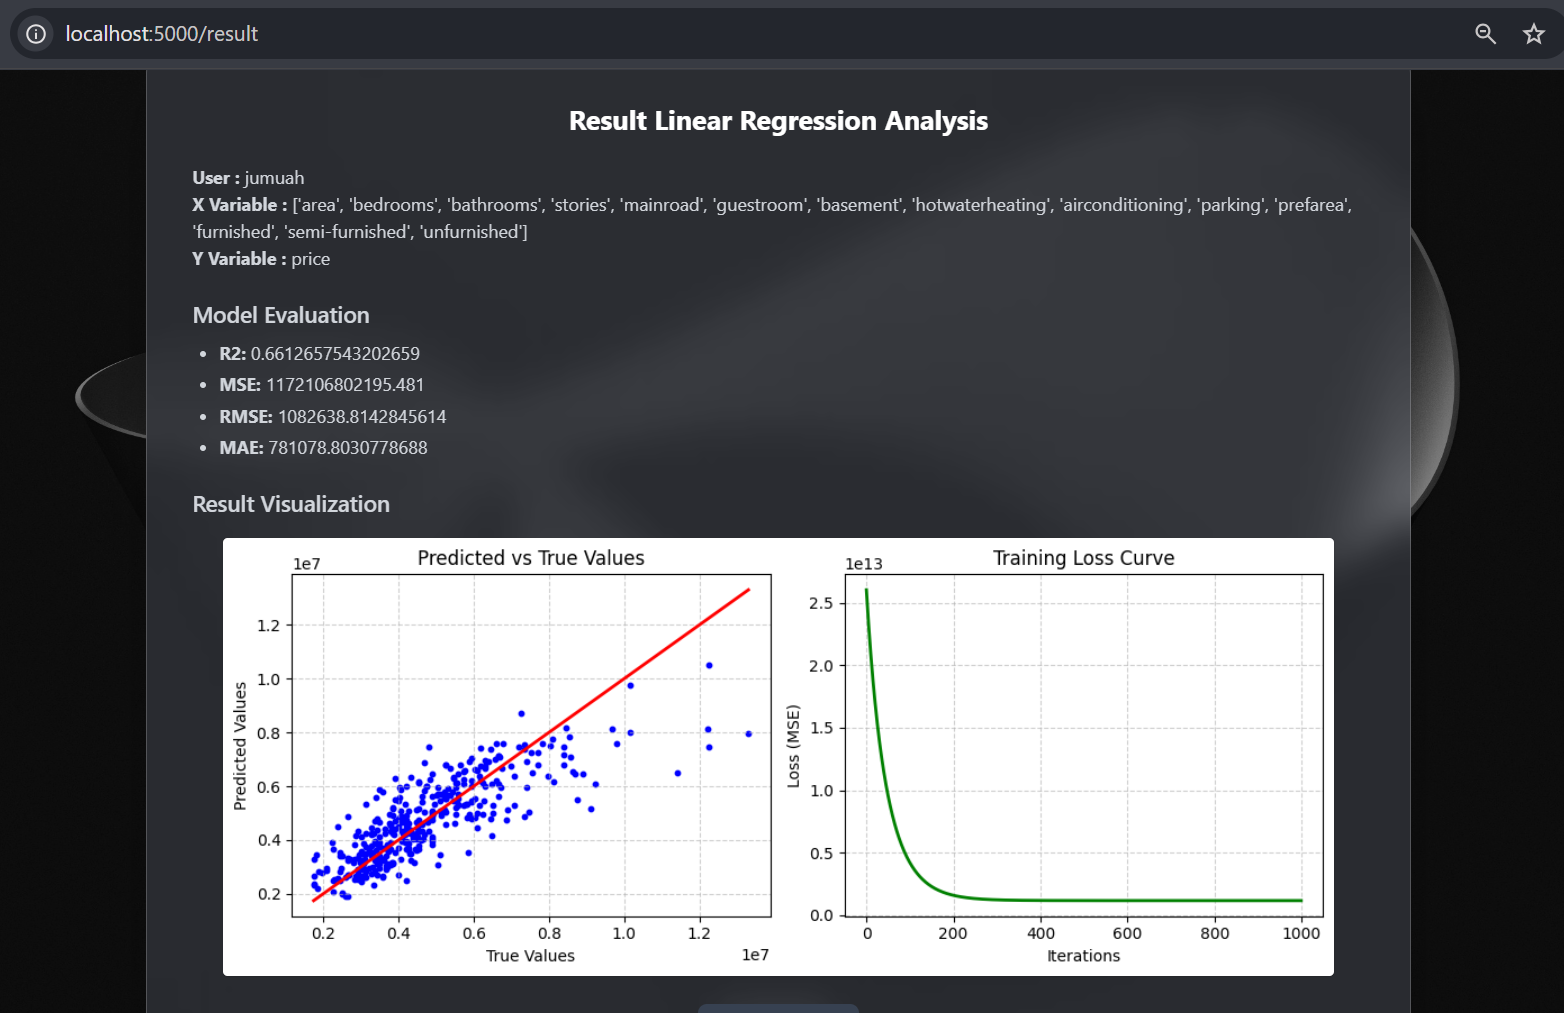 localhost:5000/result
Result Linear Regression Analysis
User : jumuah
X Variable : ['area', 'bedrooms', 'bathrooms', 'stories', 'mainroad', 'guestroom', 'basement', 'hotwaterheating', 'airconditioning', 'parking', 'prefarea',
'furnished', 'semi-furnished', 'unfurnished']
Y Variable : price
Model Evaluation
• R2: 0.6612657543202659
• MSE: 1172106802195.481
• RMSE: 1082638.8142845614
• MAE: 781078.8030778688
Result Visualization
1e7
Predicted vs True Values
1.2
1.0
0.8
0.6
0.4
0.2
Predicted Values
0.2 0.4 0.6 0.8 1.0 1.2
True Values
1e7
1e13
Training Loss Curve
2.5
2.0
1.5
1.0
0.5
0.0
Loss (MSE)
0 200 400 600 800 1000
Iterations